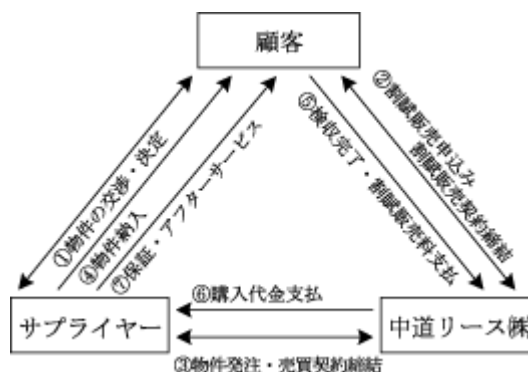 顧客
①物件の交渉・決定
④物件納入
⑦保証・アフターサービス
②割賦販売申込み
割賦販売契約締結
⑤検収完了・割賦販売料支払
⑥購入代金支払
サプライヤー
中道リース㈱
③物件発注・売買契約締結